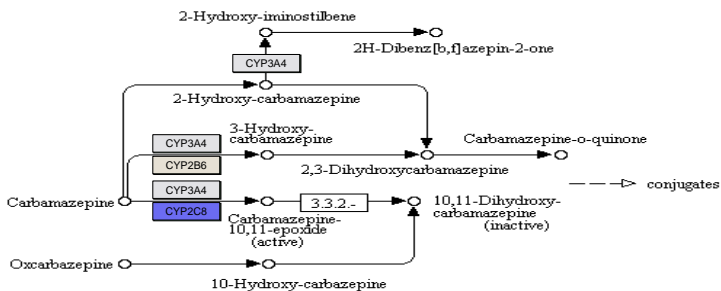 2-Hydroxy-iminostilbene
2H-Dibenz[b,f]azepin-2-one
CYP3A4
2-Hydroxy-carbamazepine
3-Hydroxy-
carbamazepine
CYP3A4
CYP2B6
Carbamazepine-o-quinone
2,3-Dihydroxycarbamazepine
conjugates
CYP3A4
CYP2C8
Carbamazepine
Carbamazepine-
10,11-epoxide
(active)
3.3.2.-
10,11-Dihydroxy-
carbamazepine
(inactive)
Oxcarbazepine
10-Hydroxy-carbazepine